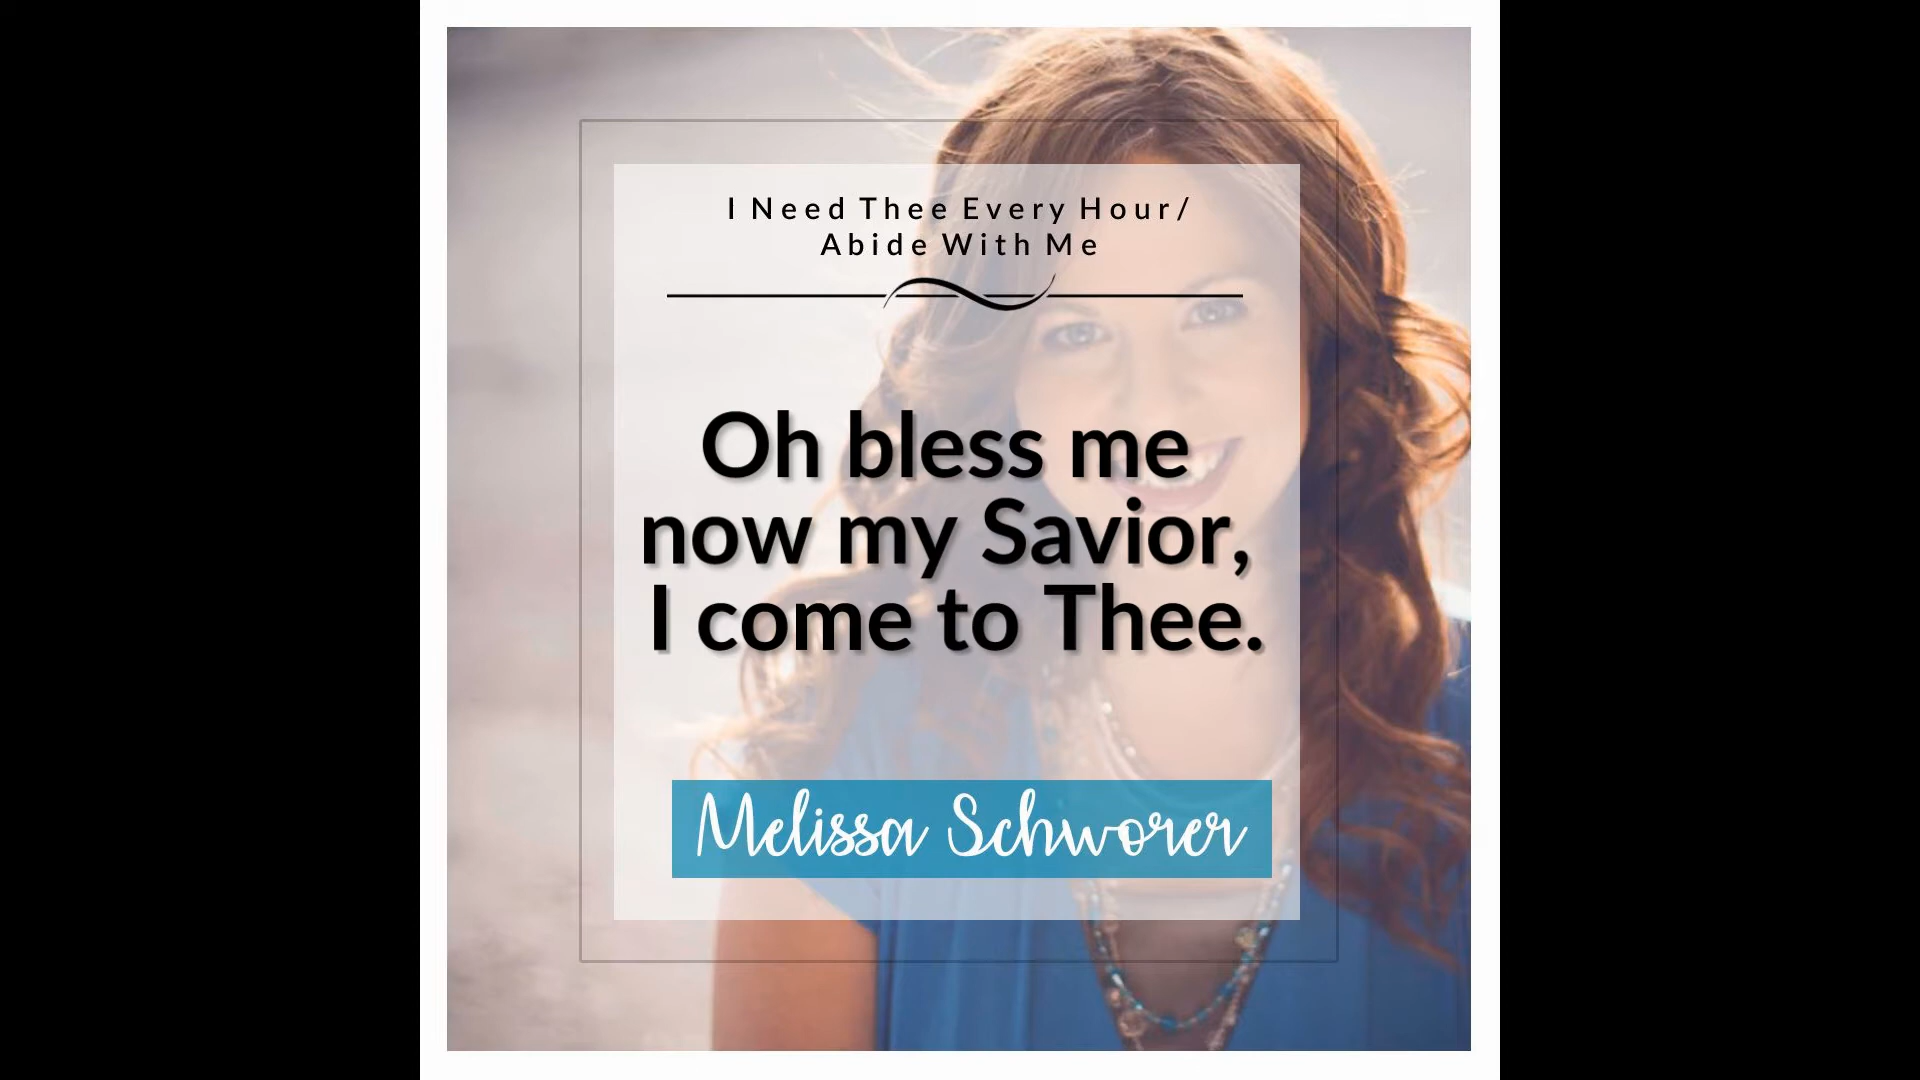 I Need Thee Every Hour/
Abide With Me
Oh bless me
now my Savior,
I come to Thee.
Melissa Schworer